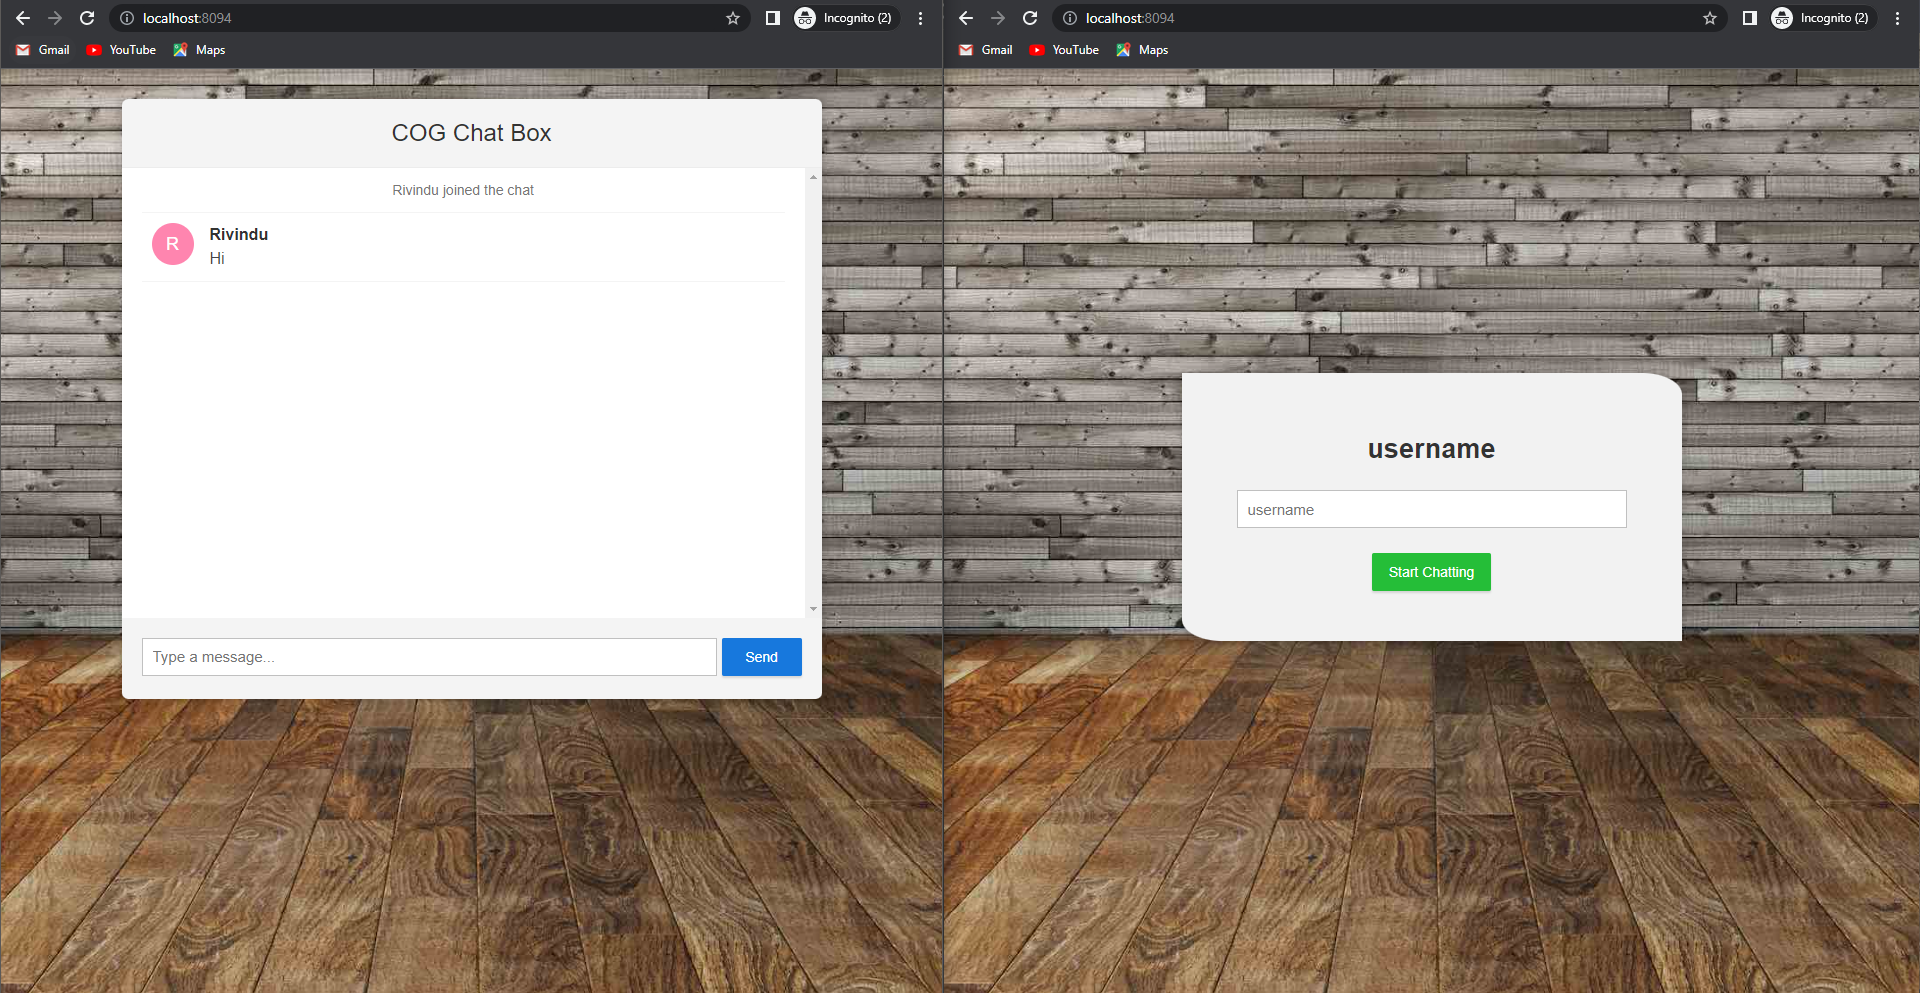 localhost:8094
Incognito (2)
Gmail
YouTube
Maps
COG Chat Box
Rivindu joined the chat
R
Rivindu
Hi
Type a message...
Send
localhost:8094
Incognito (2)
Gmail
YouTube
Maps
username
username
Start Chatting